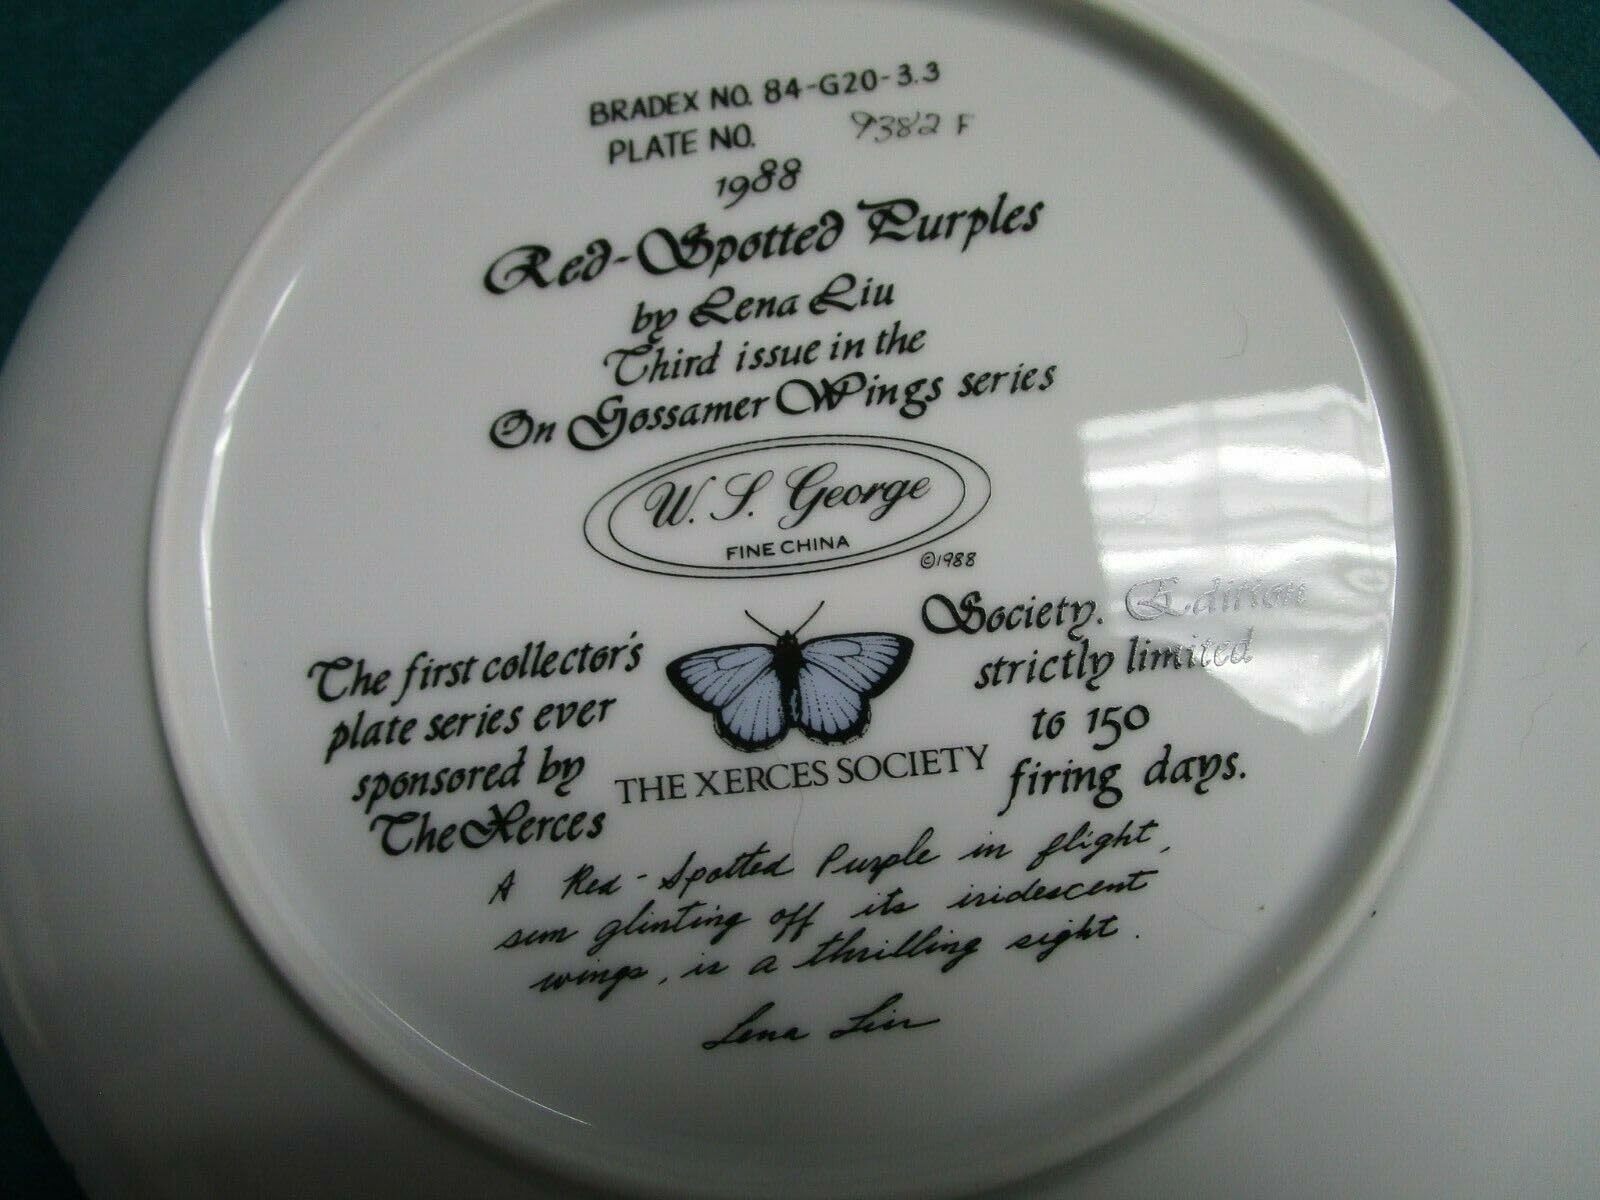 BRADEX NO. 84-G20-3.3
PLATE NO. 9382 F
1988
Red-Spotted Purples
by Lena Liu
Third issue in the
On Gossamer Wings series
W. S. George
FINE CHINA
©1988
The first collector's
plate series ever
sponsored by
The Xerces
THE XERCES SOCIETY
Society. Edition
strictly limited
to 150
firing days.
A Red-Spotted Purple in flight,
sun glinting off its iridescent
wings, is a thrilling sight.
Lena Liu